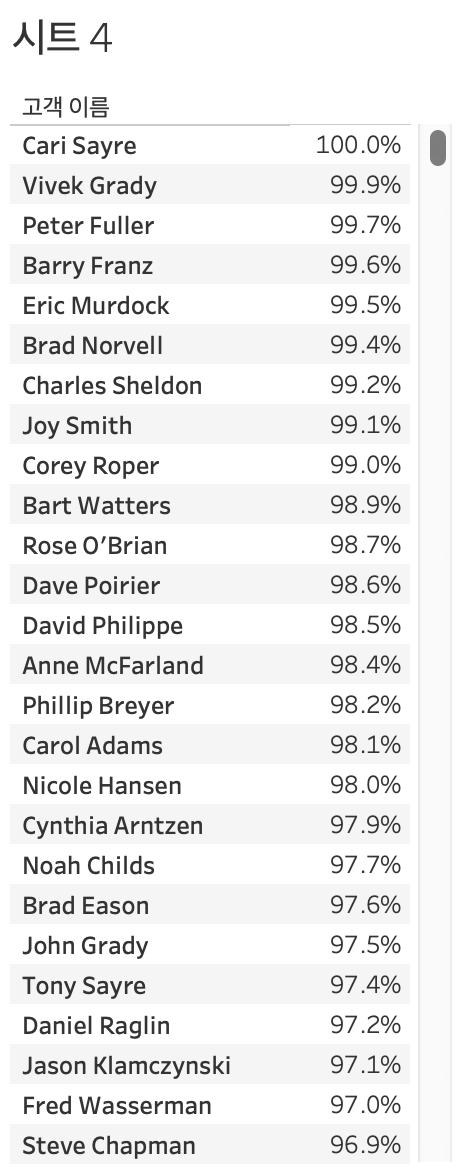 시트 4
고객 이름
Cari Sayre 100.0%
Vivek Grady 99.9%
Peter Fuller 99.7%
Barry Franz 99.6%
Eric Murdock 99.5%
Brad Norvell 99.4%
Charles Sheldon 99.2%
Joy Smith 99.1%
Corey Roper 99.0%
Bart Watters 98.9%
Rose O’Brian 98.7%
Dave Poirier 98.6%
David Philippe 98.5%
Anne McFarland 98.4%
Phillip Breyer 98.2%
Carol Adams 98.1%
Nicole Hansen 98.0%
Cynthia Arntzen 97.9%
Noah Childs 97.7%
Brad Eason 97.6%
John Grady 97.5%
Tony Sayre 97.4%
Daniel Raglin 97.2%
Jason Klamczynski 97.1%
Fred Wasserman 97.0%
Steve Chapman 96.9%